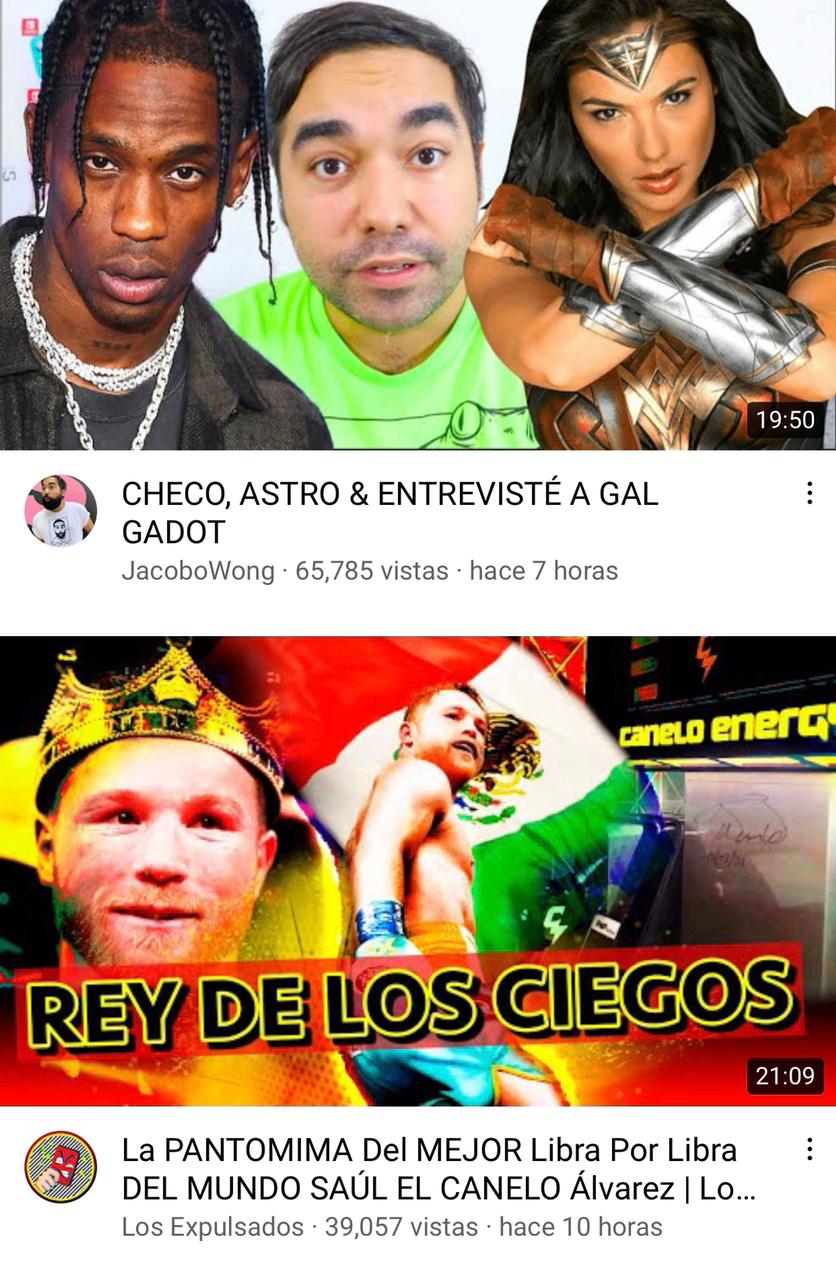 19:50
CHECO, ASTRO & ENTREVISTÉ A GAL
GADOT
JacoboWong · 65,785 vistas · hace 7 horas
canelo energ
REY DE LOS CIEGOS
21:09
La PANTOMIMA Del MEJOR Libra Por Libra
DEL MUNDO SAÚL EL CANELO Álvarez | Lo...
Los Expulsados · 39,057 vistas · hace 10 horas